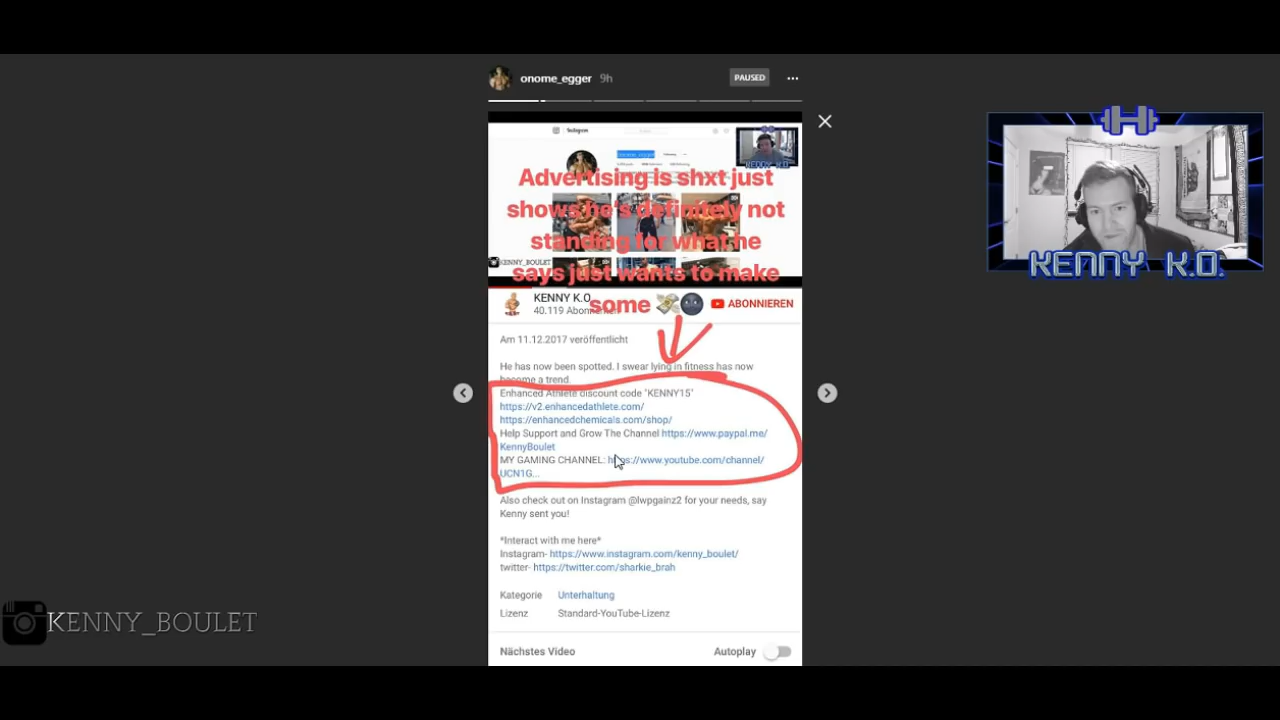 onome_egger 9h
PAUSED
Instagram
KENNY K.O.
KENNY_BOULET
Advertising is shxt just
shows he's definitely not
standing for what he
says just wants to make
some
KENNY K.O.
40.119
ABONNIEREN
Am 11.12.2017 veröffentlicht
He has now been spotted. I swear lying in fitness has now
become a trend.
Enhanced Athlete discount code "KENNY15"
https://v2.enhancedathlete.com/
https://enhancedchemicals.com/shop/
Help Support and Grow The Channel https://www.paypal.me/
KennyBoulet
MY GAMING CHANNEL: https://www.youtube.com/channel/
UCN1G...
Also check out on Instagram @lwpgainz2 for your needs, say
Kenny sent you!
*Interact with me here*
Instagram- https://www.instagram.com/kenny_boulet/
twitter- https://twitter.com/sharkie_brah
Kategorie Unterhaltung
Lizenz Standard-YouTube-Lizenz
Nächstes Video Autoplay
KENNY K.O.
KENNY_BOULET